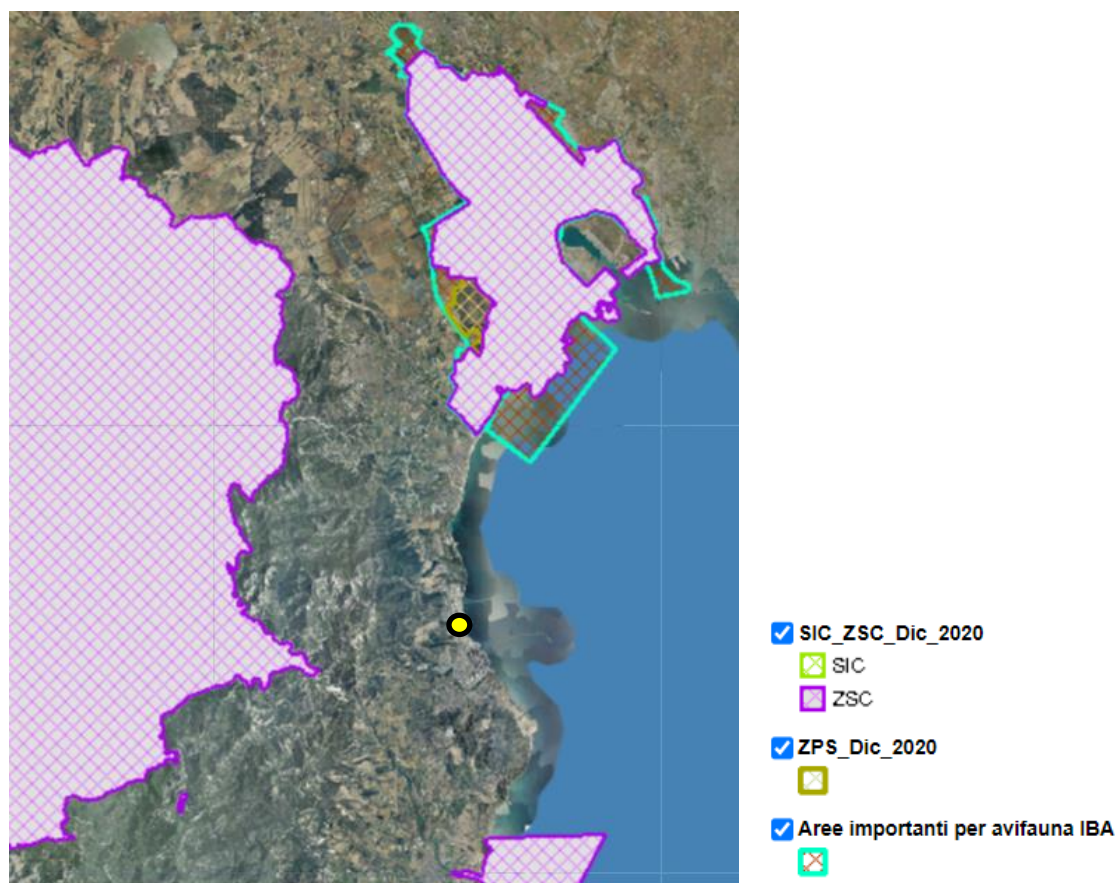 SIC_ZSC_Dic_2020
SIC
ZSC
ZPS_Dic_2020
Aree importanti per avifauna IBA